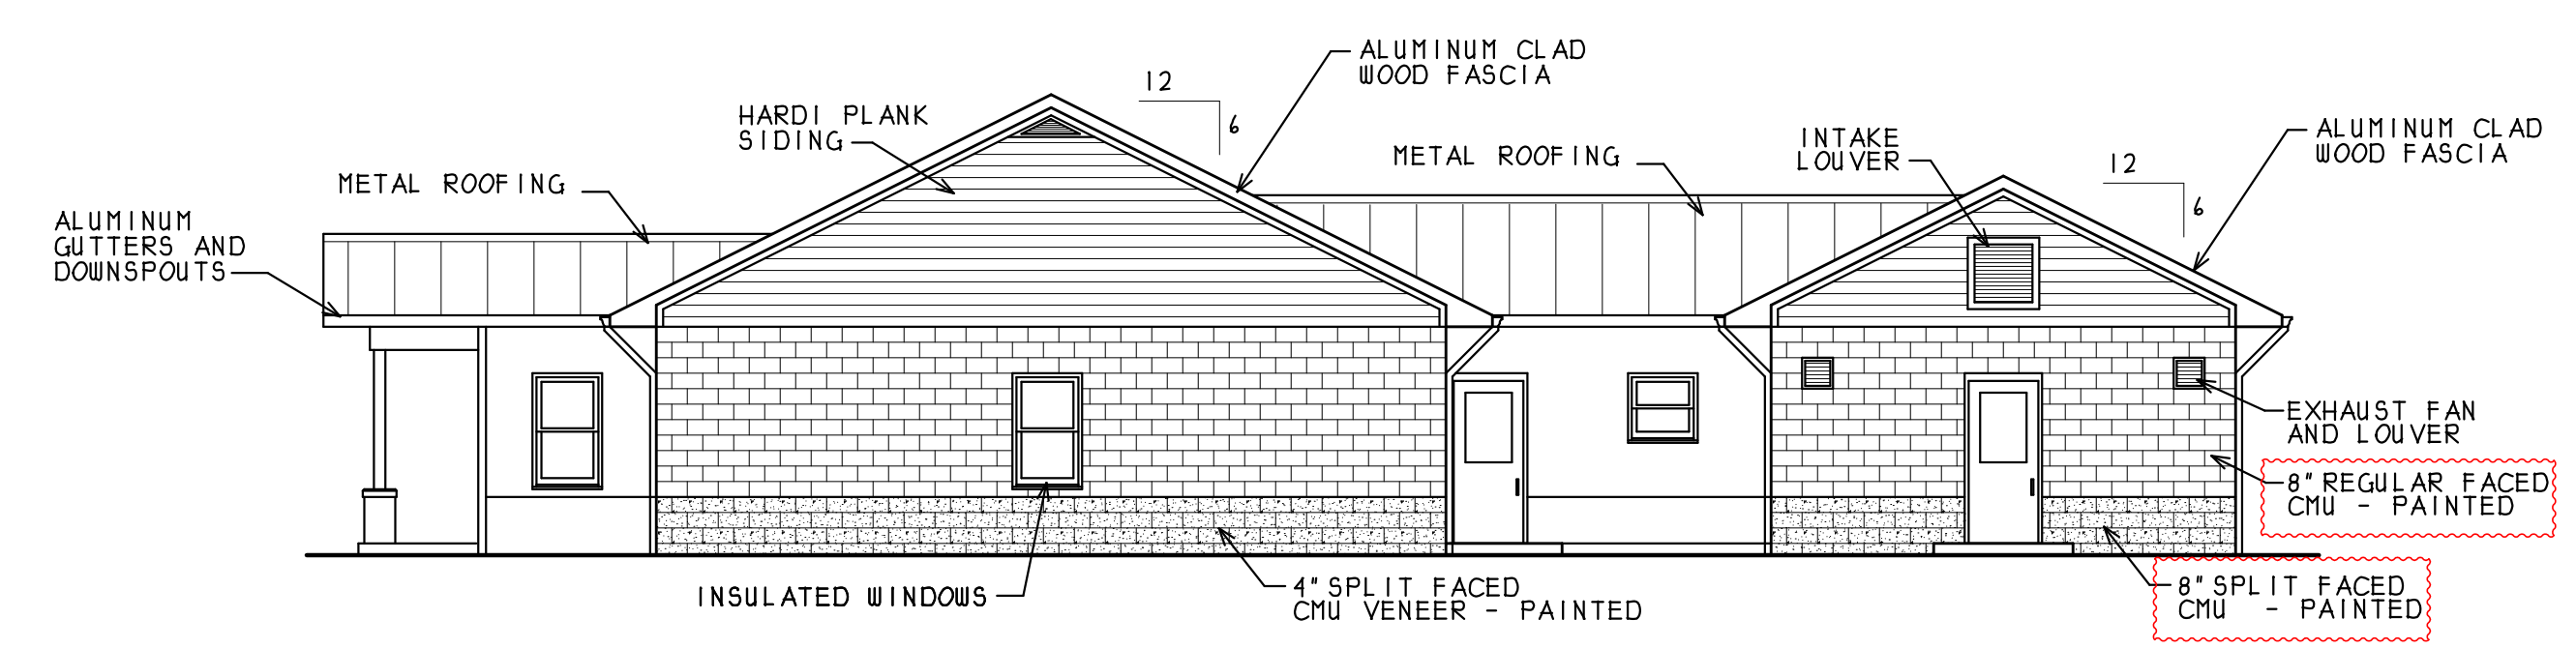 ALUMINUM CLAD
WOOD FASCIA
12
6
HARDI PLANK
SIDING
METAL ROOFING
INTAKE
LOUVER
ALUMINUM CLAD
WOOD FASCIA
12
6
METAL ROOFING
ALUMINUM
GUTTERS AND
DOWNSPOUTS
EXHAUST FAN
AND LOUVER
8" REGULAR FACED
CMU - PAINTED
INSULATED WINDOWS
4" SPLIT FACED
CMU VENEER - PAINTED
8" SPLIT FACED
CMU - PAINTED